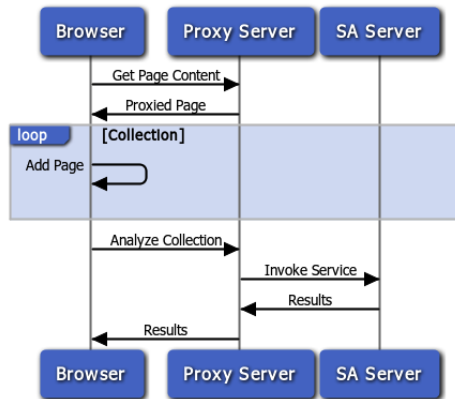 Browser Proxy Server SA Server
Get Page Content
Proxied Page
loop [Collection]
Add Page
Analyze Collection
Invoke Service
Results
Results
Browser Proxy Server SA Server